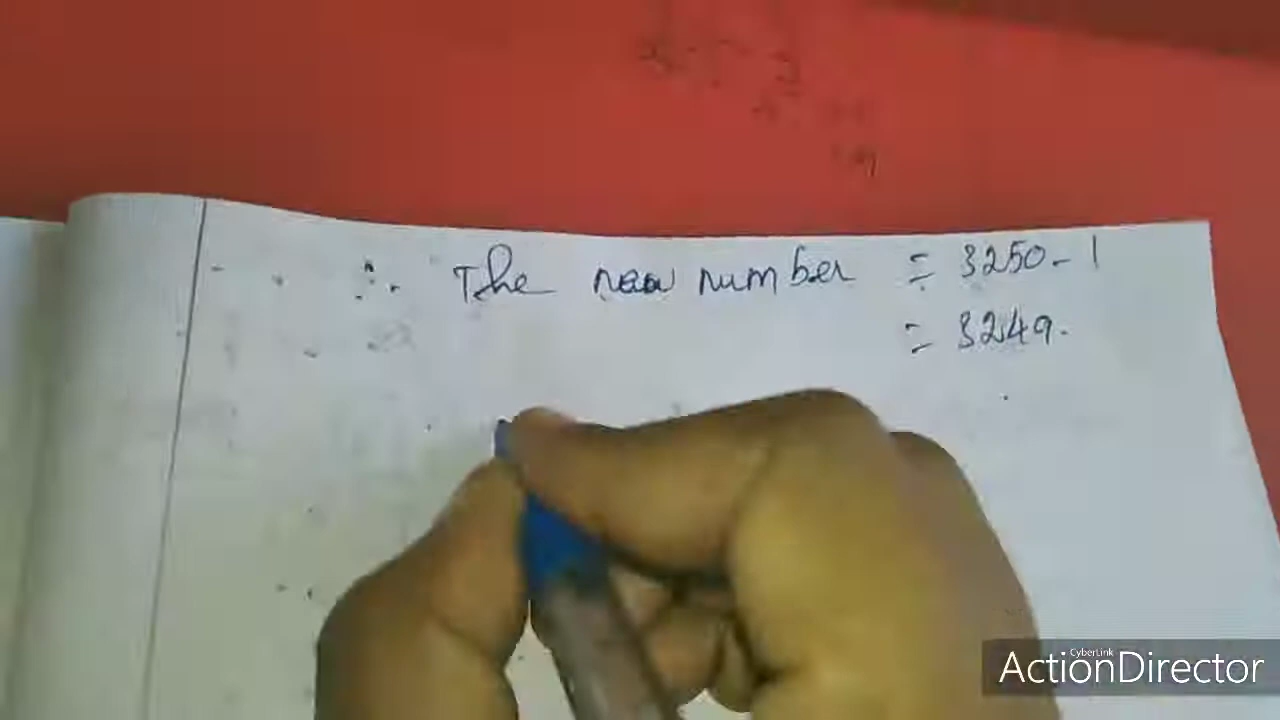 ∴ The new number = 3250-1
= 3249.
CyberLink
ActionDirector